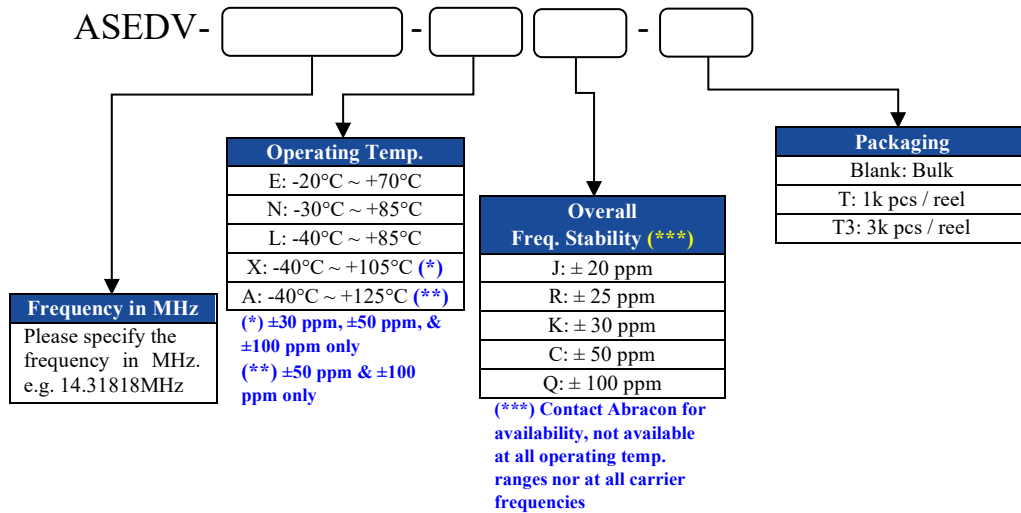 ASEDV- - -
Frequency in MHz
Please specify the
frequency in MHz.
e.g. 14.31818MHz
Operating Temp.
E: -20°C ~ +70°C
N: -30°C ~ +85°C
L: -40°C ~ +85°C
X: -40°C ~ +105°C (*)
A: -40°C ~ +125°C (**)
(*) ±30 ppm, ±50 ppm, &
±100 ppm only
(**) ±50 ppm & ±100
ppm only
Overall
Freq. Stability (***)
J: ± 20 ppm
R: ± 25 ppm
K: ± 30 ppm
C: ± 50 ppm
Q: ± 100 ppm
(***) Contact Abracon for
availability, not available
at all operating temp.
ranges nor at all carrier
frequencies
Packaging
Blank: Bulk
T: 1k pcs / reel
T3: 3k pcs / reel